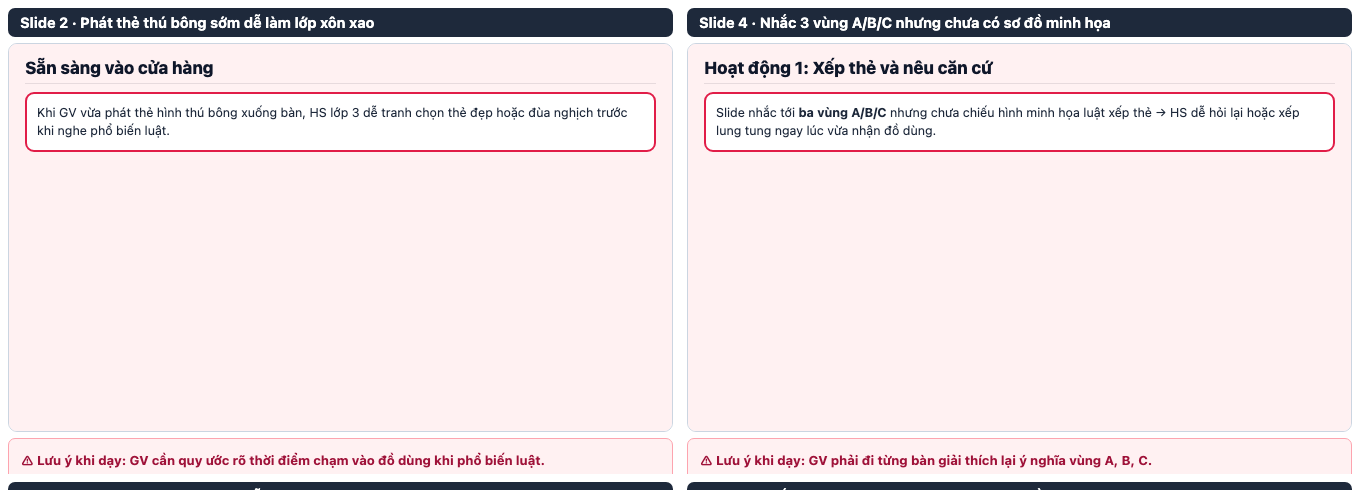 Slide 2 · Phát thẻ thú bông sớm dễ làm lớp xôn xao
Sẵn sàng vào cửa hàng
Khi GV vừa phát thẻ hình thú bông xuống bàn, HS lớp 3 dễ tranh chọn thẻ đẹp hoặc đùa nghịch trước
khi nghe phổ biến luật.
⚠ Lưu ý khi dạy: GV cần quy ước rõ thời điểm chạm vào đồ dùng khi phổ biến luật.
Slide 4 · Nhắc 3 vùng A/B/C nhưng chưa có sơ đồ minh họa
Hoạt động 1: Xếp thẻ và nêu căn cứ
Slide nhắc tới ba vùng A/B/C nhưng chưa chiếu hình minh họa luật xếp thẻ → HS dễ hỏi lại hoặc xếp
lung tung ngay lúc vừa nhận đồ dùng.
⚠ Lưu ý khi dạy: GV phải đi từng bàn giải thích lại ý nghĩa vùng A, B, C.